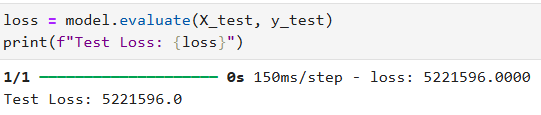 loss = model.evaluate(X_test, y_test)
print(f"Test Loss: {loss}")
1/1 ━━━━━━━━━━━━━━━━━━━━ 0s 150ms/step - loss: 5221596.0000
Test Loss: 5221596.0